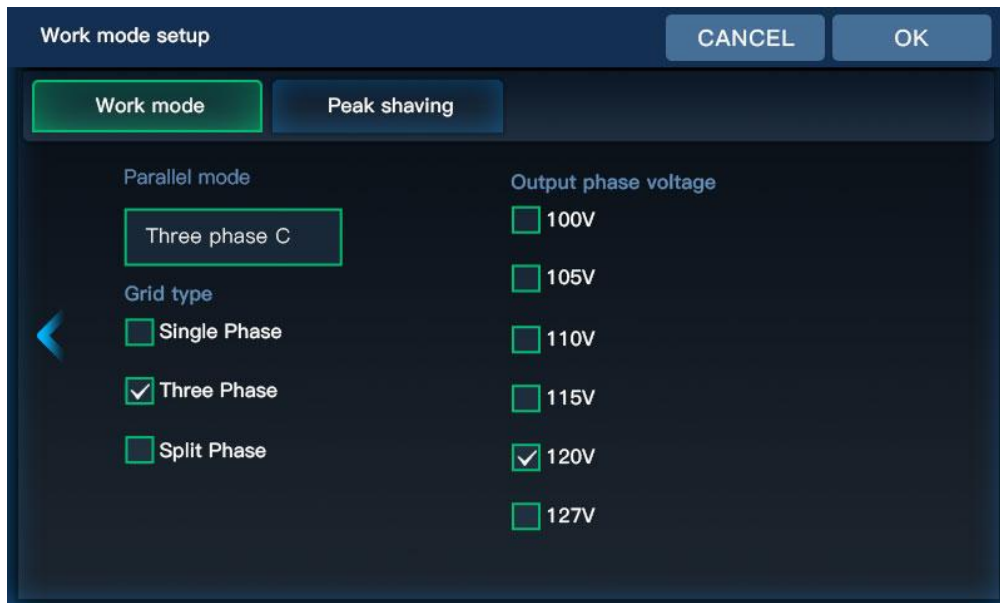 Work mode setup
CANCEL
OK
Work mode
Peak shaving
Parallel mode
Three phase C
Grid type
Single Phase
Three Phase
Split Phase
Output phase voltage
100V
105V
110V
115V
120V
127V